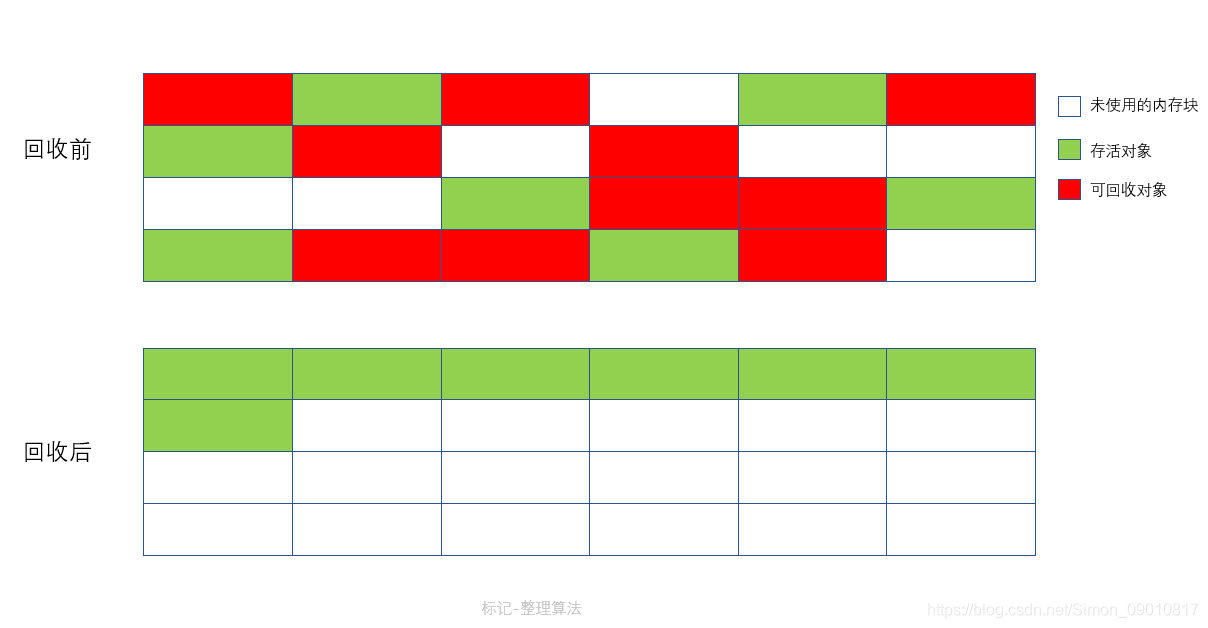 回收前
未使用的内存块
存活对象
可回收对象
回收后
标记-整理算法
https://blog.csdn.net/Simon_09010817